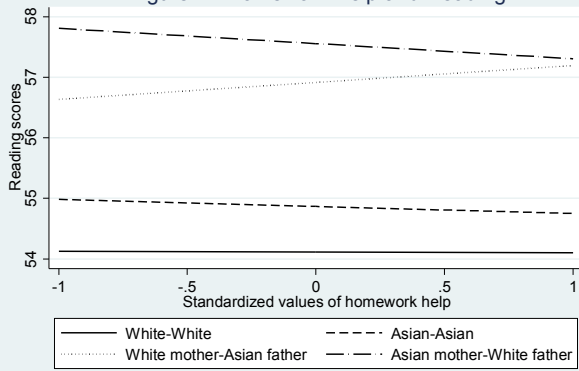 58
57
56
55
54
Reading scores
-1
-.5
0
.5
1
Standardized values of homework help
White-White
Asian-Asian
White mother-Asian father
Asian mother-White father